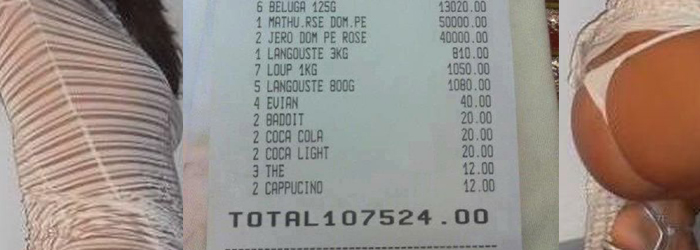 6 BELUGA 125G 13020.00
1 MATHU.RSE DOM.PE 50000.00
2 JERO DOM PE ROSE 40000.00
1 LANGOUSTE 3KG 810.00
7 LOUP 1KG 1050.00
5 LANGOUSTE 800G 1080.00
4 EVIAN 40.00
2 BADOIT 20.00
2 COCA COLA 20.00
2 COCA LIGHT 20.00
3 THE 12.00
2 CAPPUCINO 12.00
TOTAL107524.00